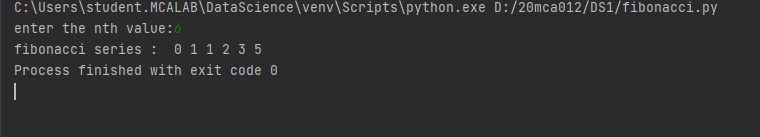 C:\Users\student.MCALAB\DataScience\venv\Scripts\python.exe D:/20mca012/DS1/fibonacci.py
enter the nth value:6
fibonacci series :  0 1 1 2 3 5
Process finished with exit code 0